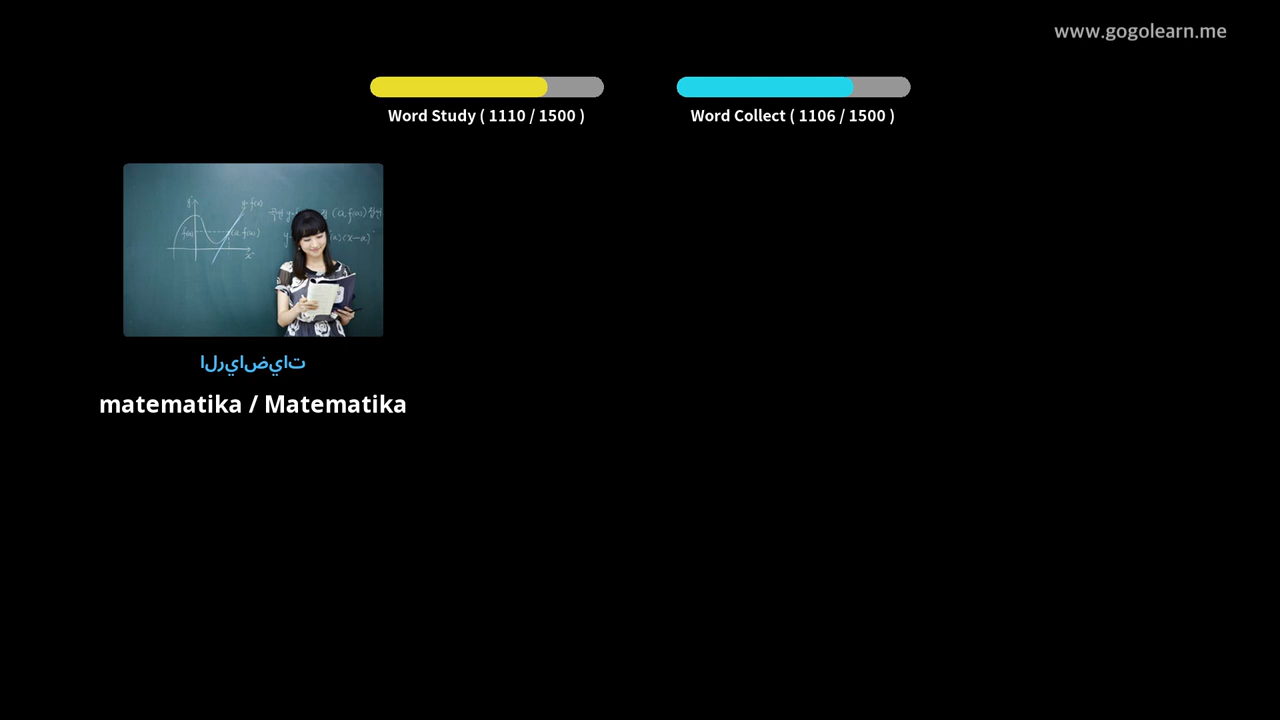 www.gogolearn.me
Word Study ( 1110 / 1500 )
Word Collect ( 1106 / 1500 )
y=f(x)
f(a)
(a, f(a))
x
الرياضيات
matematika / Matematika